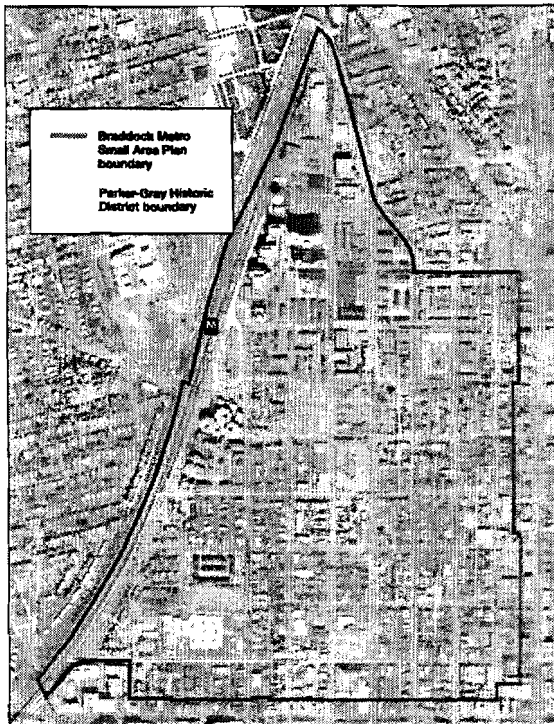 Braddock Metro
Small Area Plan
boundary
Parker-Gray Historic
District boundary
M